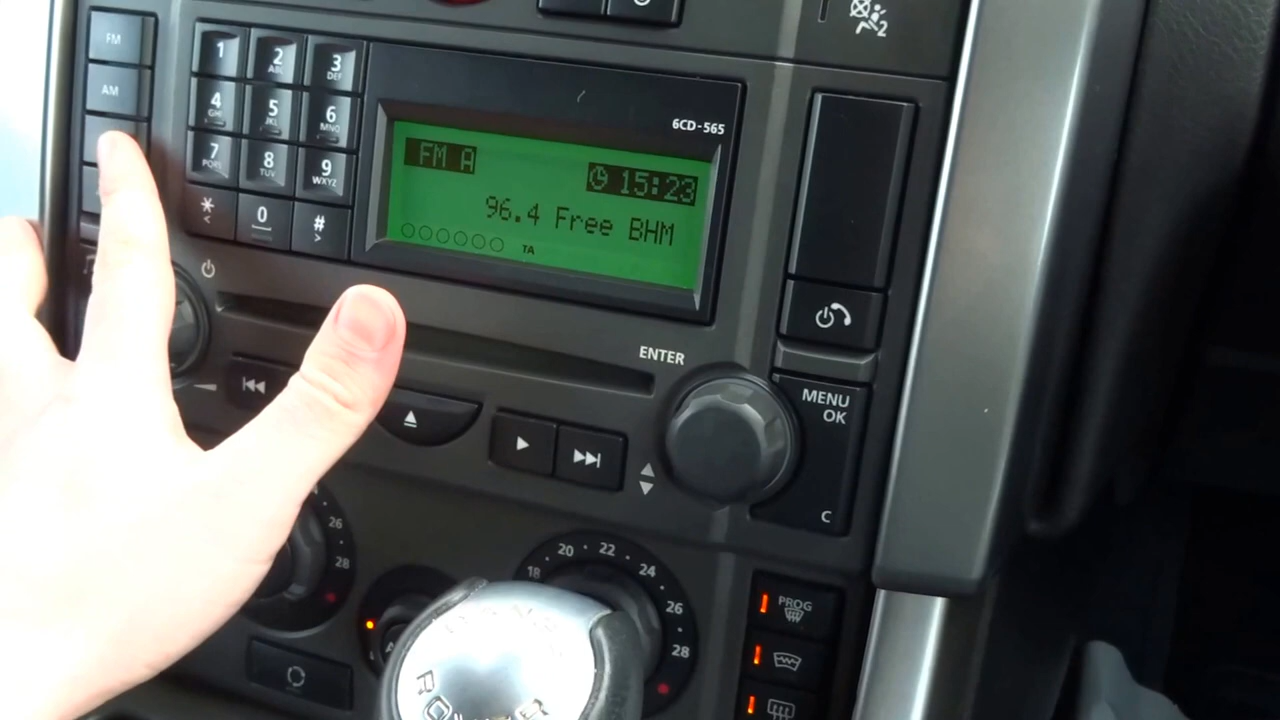 FM
AM
1
2 ABC
3 DEF
4 GHI
5 JKL
6 MNO
7 PQRS
8 TUV
9 WXYZ
* <
0
# >
6CD-565
FM A
15:23
96.4 Free BHM
TA
2
ENTER
MENU
OK
C
26
28
18
20
22
24
26
28
PROG
R